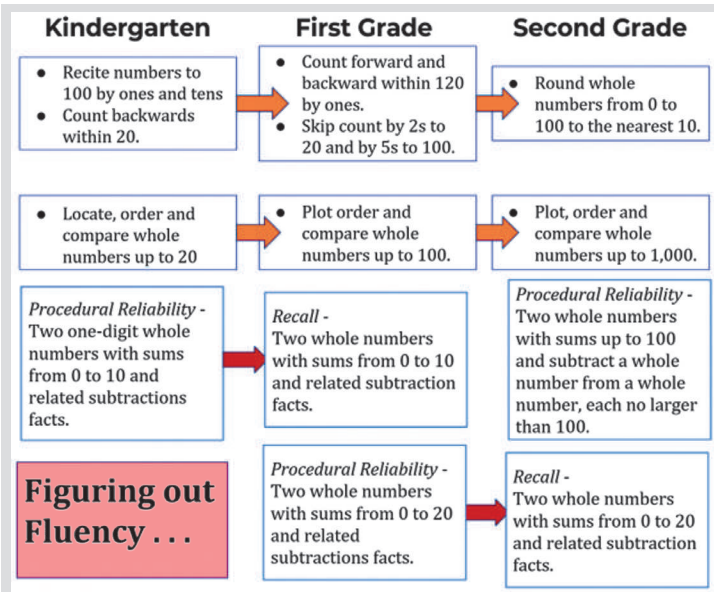 Kindergarten
First Grade
Second Grade
● Recite numbers to
100 by ones and tens
● Count backwards
within 20.
● Count forward and
backward within 120
by ones.
● Skip count by 2s to
20 and by 5s to 100.
● Round whole
numbers from 0 to
100 to the nearest 10.
● Locate, order and
compare whole
numbers up to 20
● Plot order and
compare whole
numbers up to 100.
● Plot, order and
compare whole
numbers up to 1,000.
Procedural Reliability -
Two one-digit whole
numbers with sums
from 0 to 10 and
related subtractions
facts.
Recall -
Two whole numbers
with sums from 0 to 10
and related subtraction
facts.
Procedural Reliability -
Two whole numbers
with sums up to 100
and subtract a whole
number from a whole
number, each no larger
than 100.
Figuring out
Fluency . . .
Procedural Reliability -
Two whole numbers
with sums from 0 to 20
and related
subtractions facts.
Recall -
Two whole numbers
with sums from 0 to 20
and related subtraction
facts.